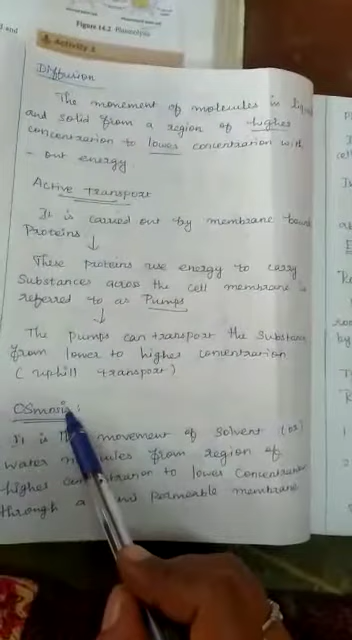 Figure 14.2 Plasmolysis
Activity 1
Diffusion
The movement of molecules in liquid
and solid from a region of higher
concentration to lower concentration with
- out energy.
Active Transport
It is carried out by membrane bound
Proteins
↓
These proteins use energy to carry
Substances across the cell membrane is
referred to as Pumps
↓
The pumps can transport the Substance
from lower to higher concentration
(uphill transport)
Osmosis:
It is the movement of Solvent (or)
water from region of
higher to lower Concentration
through a permeable membrane